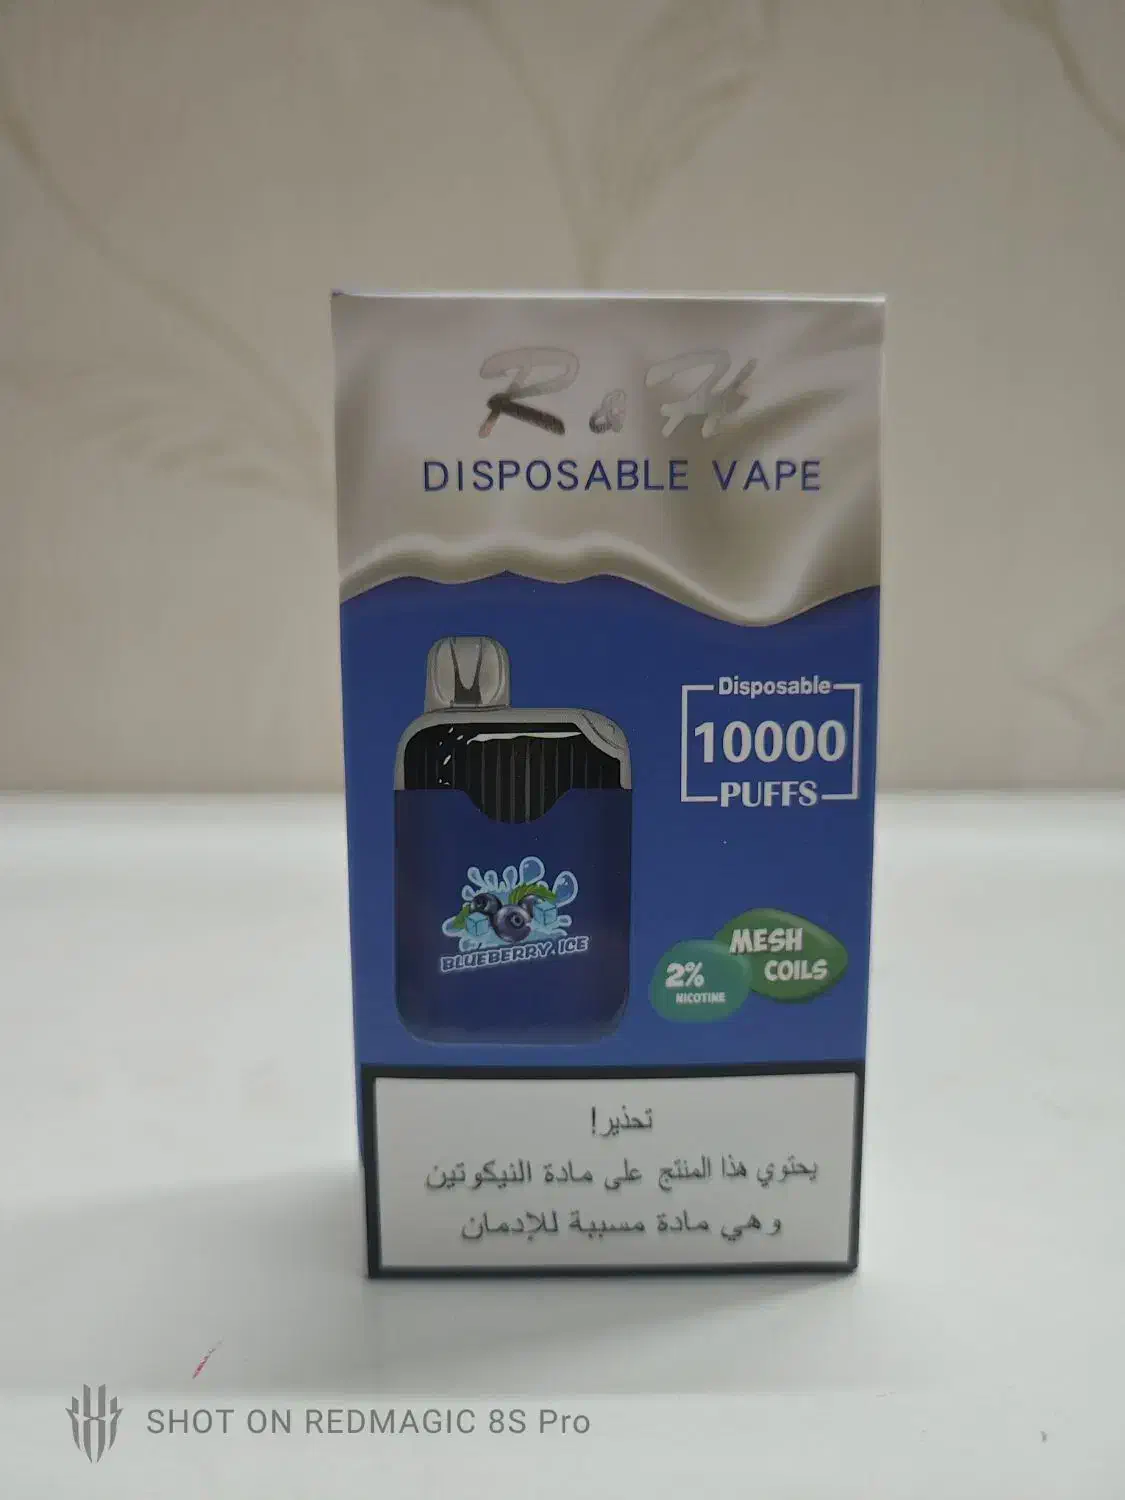 R & H
DISPOSABLE VAPE
Disposable
10000
PUFFS
BLUEBERRY ICE
MESH
COILS
2%
NICOTINE
تحذير!
يحتوي هذا المنتج على مادة النيكوتين
وهي مادة مسببة للإدمان
SHOT ON REDMAGIC 8S Pro